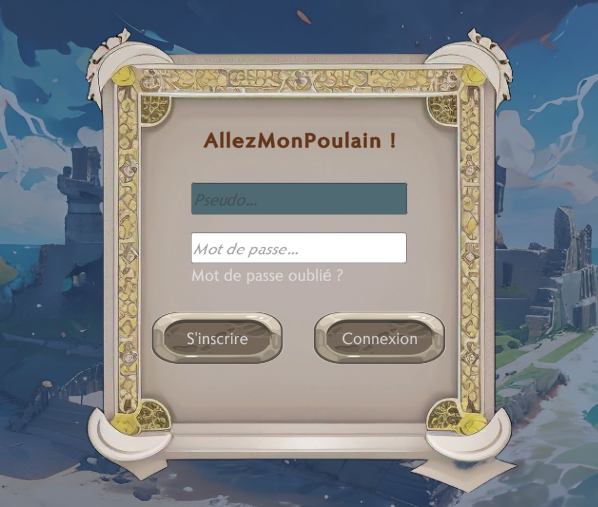 AllezMonPoulain !
Pseudo...
Mot de passe...
Mot de passe oublié ?
S'inscrire
Connexion